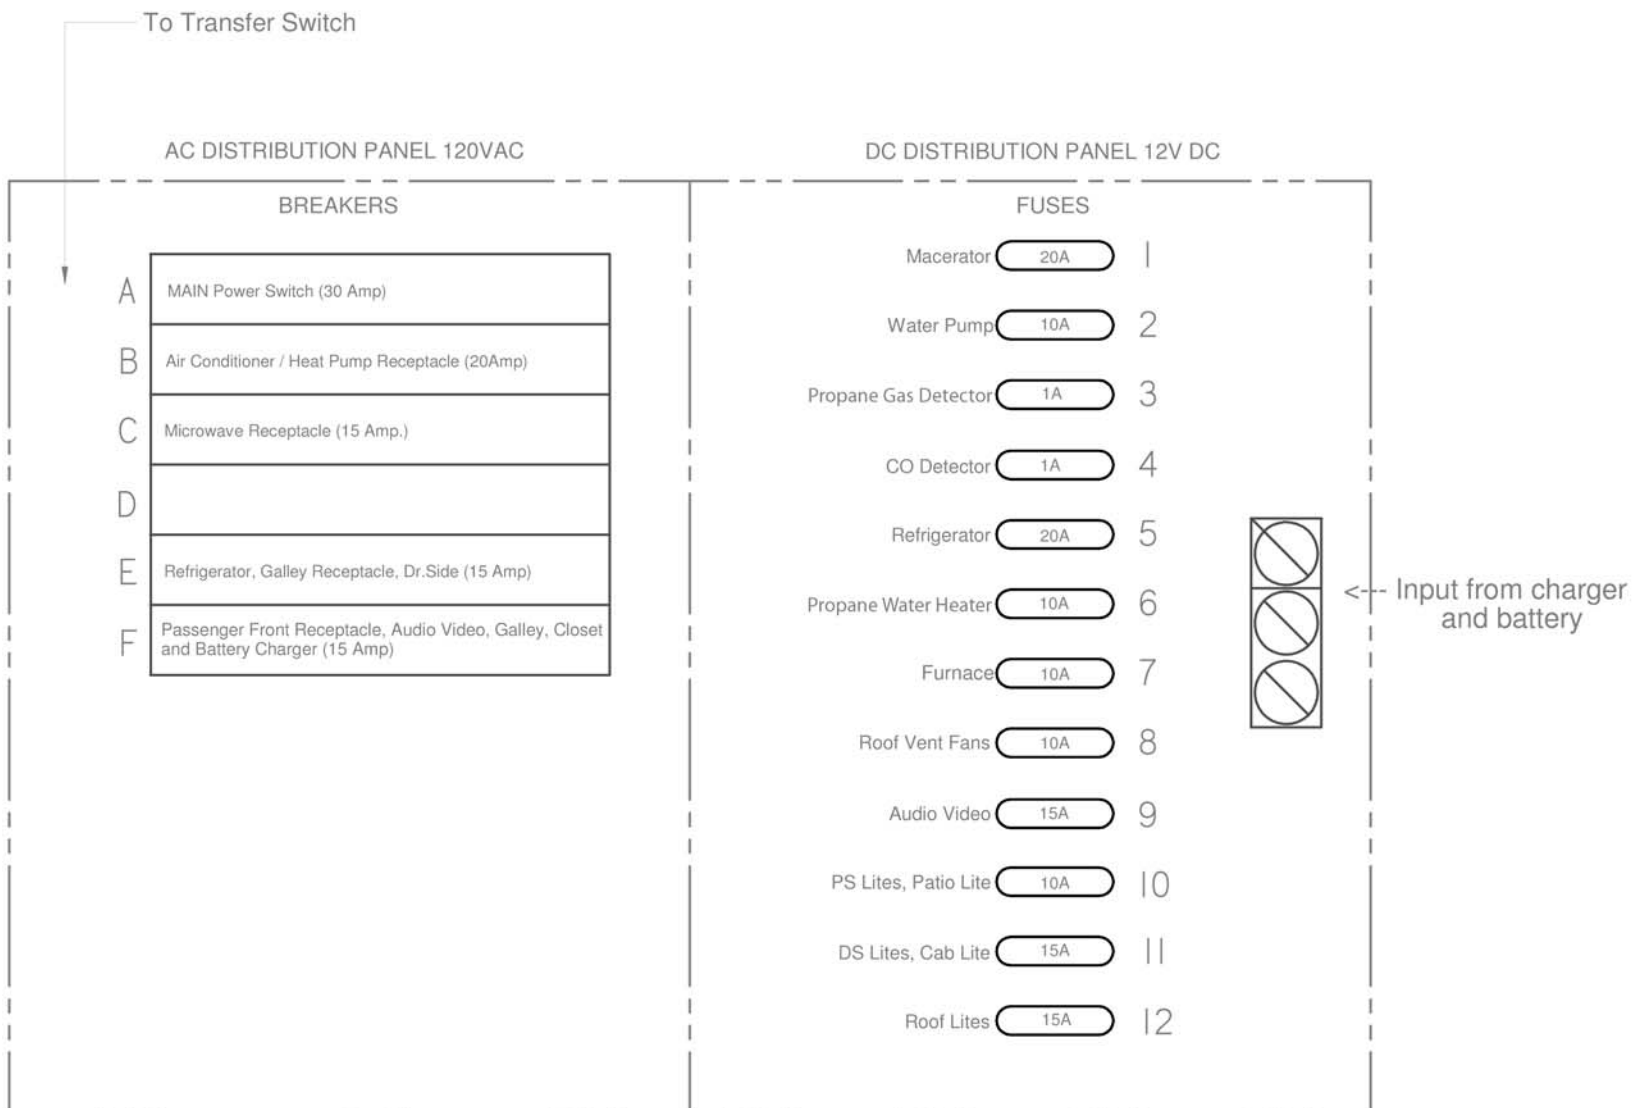 To Transfer Switch
AC DISTRIBUTION PANEL 120VAC
BREAKERS
A MAIN Power Switch (30 Amp)
B Air Conditioner / Heat Pump Receptacle (20Amp)
C Microwave Receptacle (15 Amp.)
D
E Refrigerator, Galley Receptacle, Dr.Side (15 Amp)
F Passenger Front Receptacle, Audio Video, Galley, Closet
and Battery Charger (15 Amp)
DC DISTRIBUTION PANEL 12V DC
FUSES
Macerator 20A 1
Water Pump 10A 2
Propane Gas Detector 1A 3
CO Detector 1A 4
Refrigerator 20A 5
Propane Water Heater 10A 6
Furnace 10A 7
Roof Vent Fans 10A 8
Audio Video 15A 9
PS Lites, Patio Lite 10A 10
DS Lites, Cab Lite 15A 11
Roof Lites 15A 12
<--- Input from charger
and battery